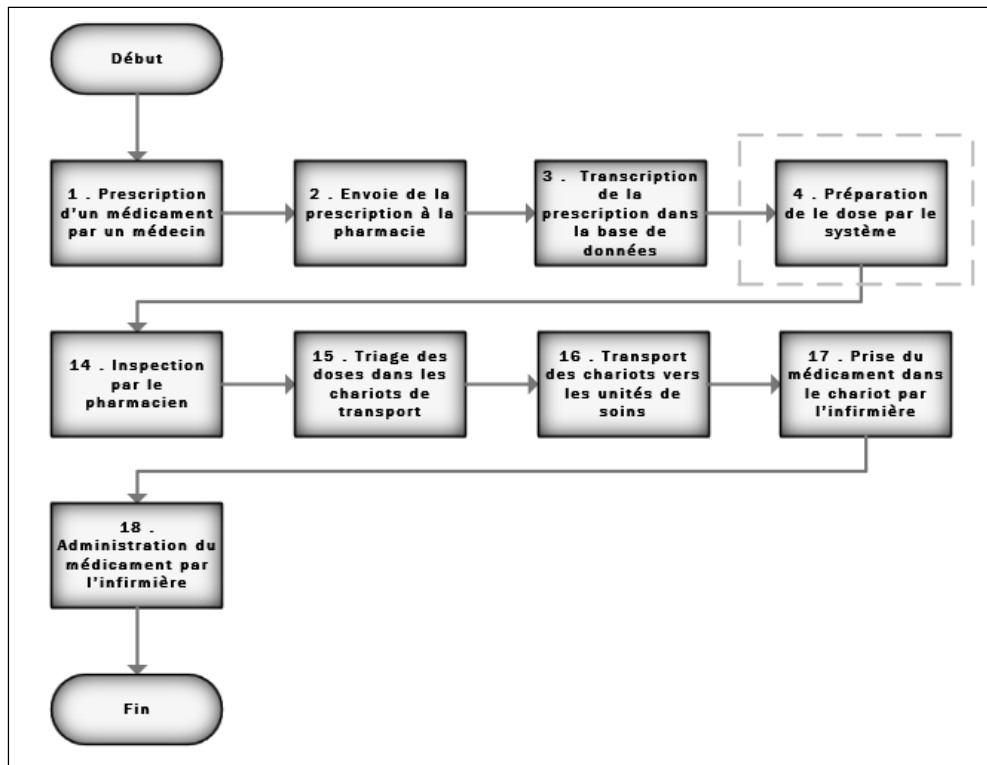 Début
1 . Prescription
d'un médicament
par un médecin
2 . Envoie de la
prescription à la
pharmacie
3 .  Transcription
de la
prescription dans
la base de
données
4 . Préparation
de le dose par le
système
14 . Inspection
par le
pharmacien
15 . Triage des
doses dans les
chariots de
transport
16 . Transport
des chariots vers
les unités de
soins
17 . Prise du
médicament dans
le chariot par
l'infirmière
18 .
Administration du
médicament par
l'infirmière
Fin